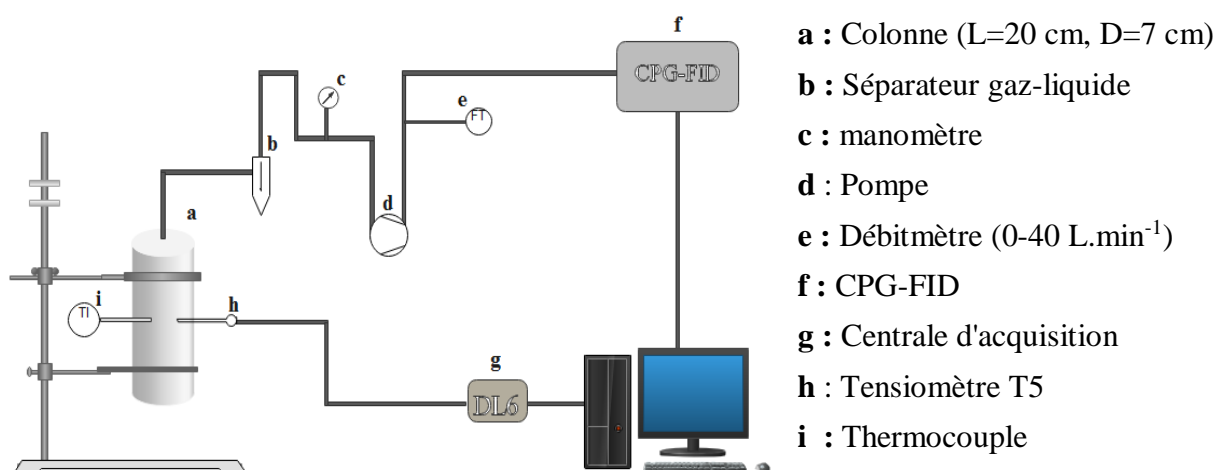 f
CPG-FID
c
e
FT
b
d
a
i
TI
h
g
DL6
a : Colonne (L=20 cm, D=7 cm)
b : Séparateur gaz-liquide
c : manomètre
d : Pompe
e : Débitmètre (0-40 L.min⁻¹)
f : CPG-FID
g : Centrale d'acquisition
h : Tensiomètre T5
i : Thermocouple